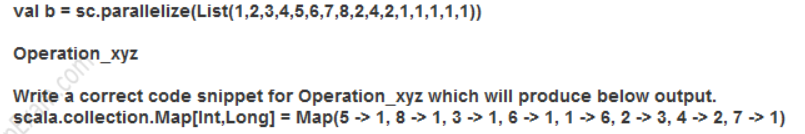 val b = sc.parallelize(List(1,2,3,4,5,6,7,8,2,4,2,1,1,1,1,1))
Operation_xyz
Write a correct code snippet for Operation_xyz which will produce below output.
scala.collection.Map[Int,Long] = Map(5 -> 1, 8 -> 1, 3 -> 1, 6 -> 1, 1 -> 6, 2 -> 3, 4 -> 2, 7 -> 1)